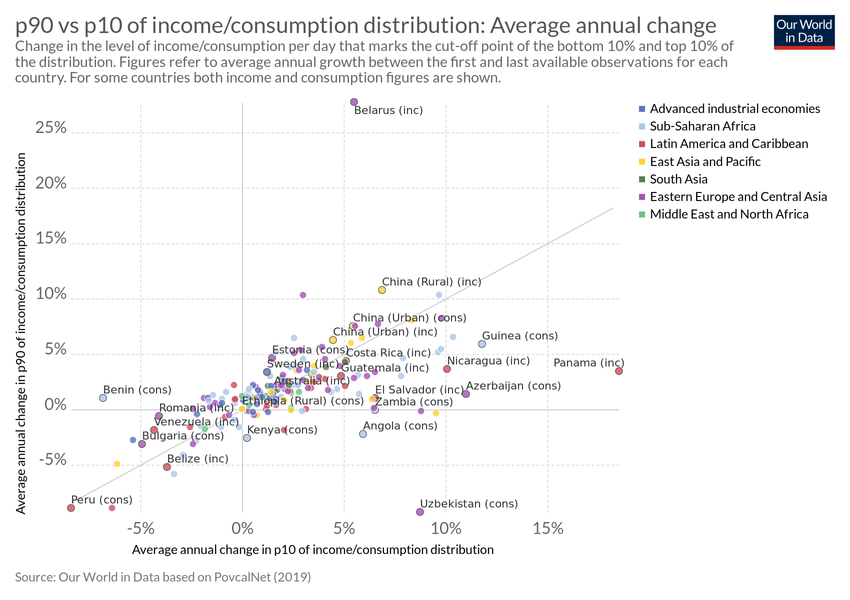 p90 vs p10 of income/consumption distribution: Average annual change
Our World
in Data
Change in the level of income/consumption per day that marks the cut-off point of the bottom 10% and top 10% of
the distribution. Figures refer to average annual growth between the first and last available observations for each
country. For some countries both income and consumption figures are shown.
Belarus (inc)
Advanced industrial economies
Sub-Saharan Africa
Latin America and Caribbean
East Asia and Pacific
South Asia
Eastern Europe and Central Asia
Middle East and North Africa
Average annual change in p90 of income/consumption distribution
25%
20%
15%
10%
5%
0%
-5%
China (Rural) (inc)
China (Urban) (cons)
China (Urban) (inc)
Guinea (cons)
Estonia (cons)
Costa Rica (inc)
Sweden (inc)
Guatemala (inc)
Nicaragua (inc)
Panama (inc)
Australia (inc)
Benin (cons)
El Salvador (inc)
Azerbaijan (cons)
Ethiopia (Rural) (cons)
Zambia (cons)
Romania (inc)
Venezuela (inc)
Bulgaria (cons)
Kenya (cons)
Angola (cons)
Belize (inc)
Peru (cons)
Uzbekistan (cons)
-5%
0%
5%
10%
15%
Average annual change in p10 of income/consumption distribution
Source: Our World in Data based on PovcalNet (2019)